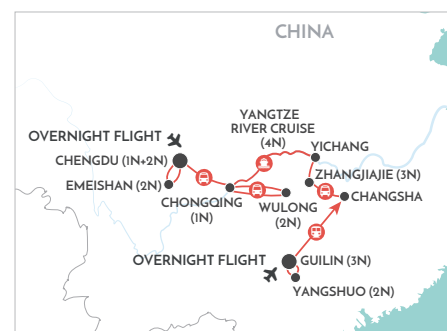 CHINA
YANGTZE
RIVER CRUISE
(4N)
OVERNIGHT FLIGHT
YICHANG
CHENGDU (1N+2N)
ZHANGJIAJIE (3N)
EMEISHAN (2N)
CHONGQING
(1N)
WULONG
(2N)
CHANGSHA
OVERNIGHT FLIGHT
GUILIN (3N)
YANGSHUO (2N)